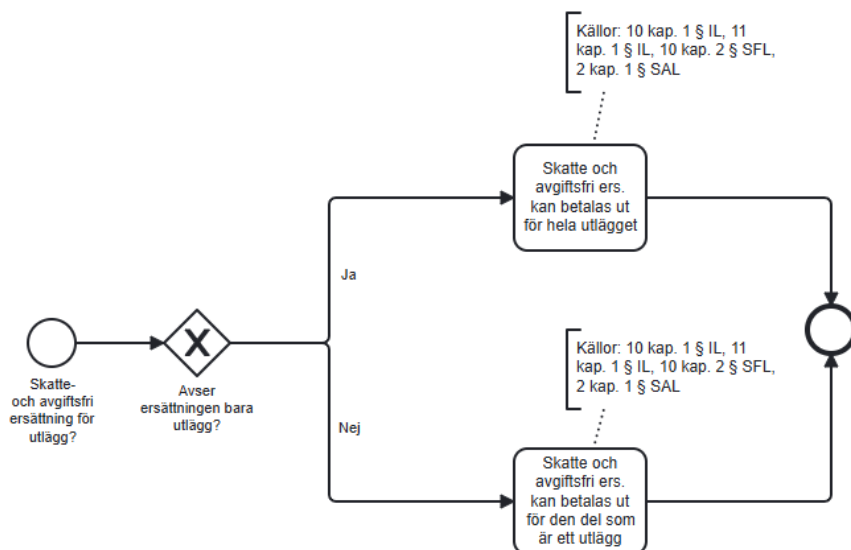 Källor: 10 kap. 1 § IL, 11
kap. 1 § IL, 10 kap. 2 § SFL,
2 kap. 1 § SAL
Skatte och
avgiftsfri ers.
kan betalas ut
för hela utlägget
Ja
Skatte-
och avgiftsfri
ersättning för
utlägg?
Avser
ersättningen bara
utlägg?
Källor: 10 kap. 1 § IL, 11
kap. 1 § IL, 10 kap. 2 § SFL,
2 kap. 1 § SAL
Nej
Skatte och
avgiftsfri ers.
kan betalas ut
för den del som
är ett utlägg